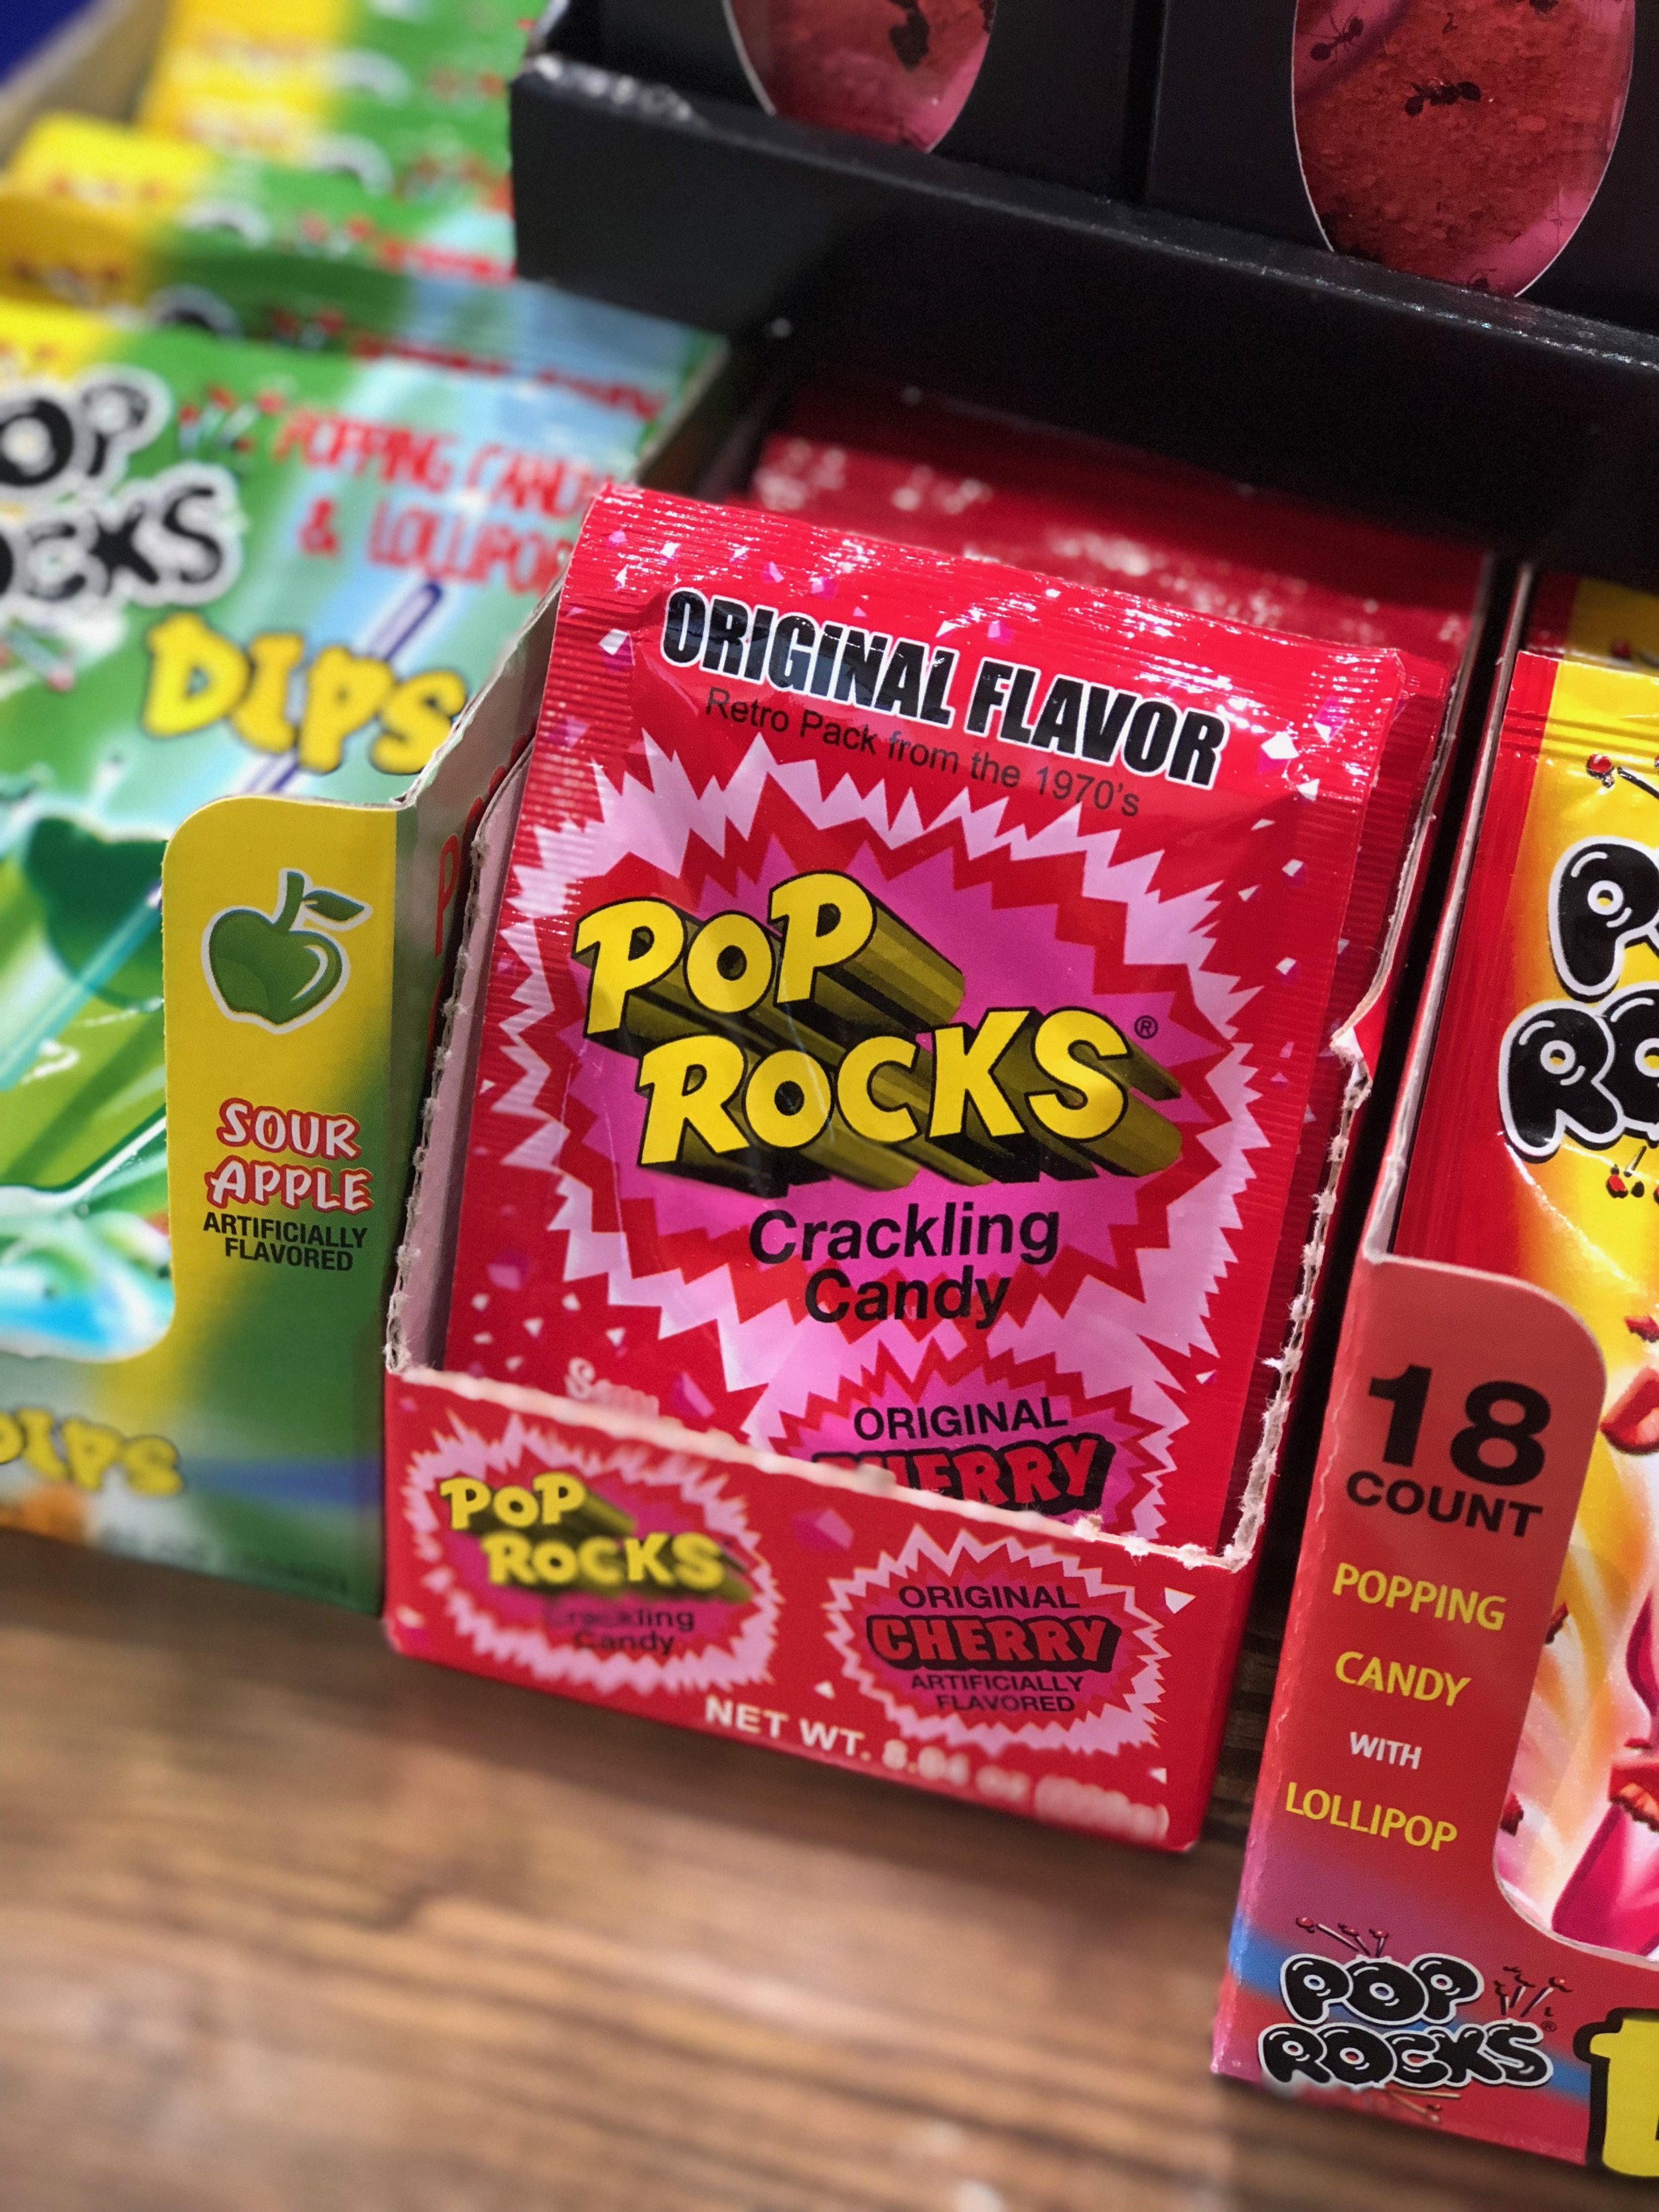 POPPING CANDY
& LOLLIPOP
DIPS
SOUR
APPLE
ARTIFICIALLY
FLAVORED
DIPS
ORIGINAL FLAVOR
Retro Pack from the 1970's
POP
ROCKS®
Crackling
Candy
ORIGINAL
CHERRY
POP
ROCKS
Crackling
Candy
ORIGINAL
CHERRY
ARTIFICIALLY
FLAVORED
NET WT.
18
COUNT
POPPING
CANDY
WITH
LOLLIPOP
POP
ROCKS®